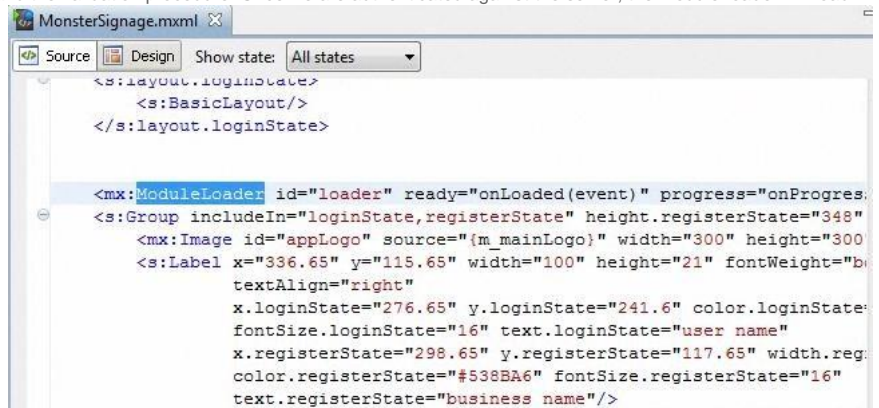 MonsterSignage.mxml
Source Design Show state: All states
<s:layout.loginState>
<s:BasicLayout/>
</s:layout.loginState>
<mx:ModuleLoader id="loader" ready="onLoaded(event)" progress="onProgres
<s:Group includeIn="loginState,registerState" height.registerState="348"
<mx:Image id="appLogo" source="{m_mainLogo}" width="300" height="300
<s:Label x="336.65" y="115.65" width="100" height="21" fontWeight="b
textAlign="right"
x.loginState="276.65" y.loginState="241.6" color.loginState
fontSize.loginState="16" text.loginState="user name"
x.registerState="298.65" y.registerState="117.65" width.reg
color.registerState="#538BA6" fontSize.registerState="16"
text.registerState="business name"/>